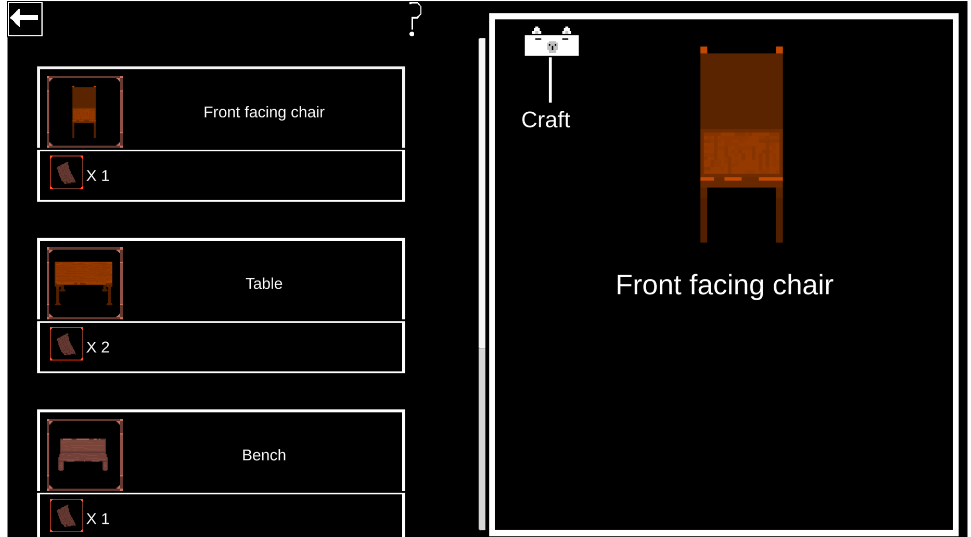 ?
Front facing chair
X 1
Table
X 2
Bench
X 1
Craft
Front facing chair